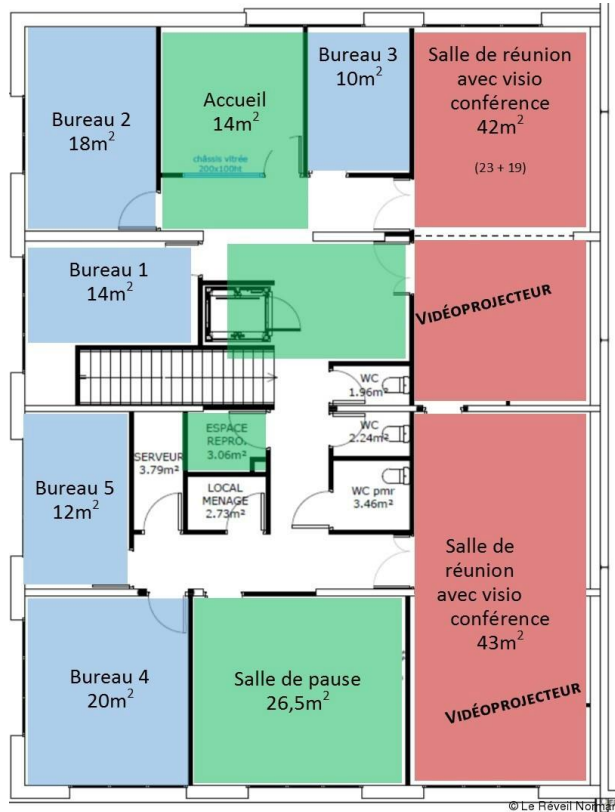 Bureau 2
18m²
Accueil
14m²
châssis vitrée
200x100ht
Bureau 3
10m²
Salle de réunion
avec visio
conférence
42m²
(23 + 19)
Bureau 1
14m²
VIDÉOPROJECTEUR
WC
1.96m²
WC
2.24m²
WC pmr
3.46m²
ESPACE
REPRO.
3.06m²
SERVEUR
3.79m²
LOCAL
MENAGE
2.73m²
Bureau 5
12m²
Salle de
réunion
avec visio
conférence
43m²
VIDÉOPROJECTEUR
Bureau 4
20m²
Salle de pause
26,5m²
© Le Réveil Norman